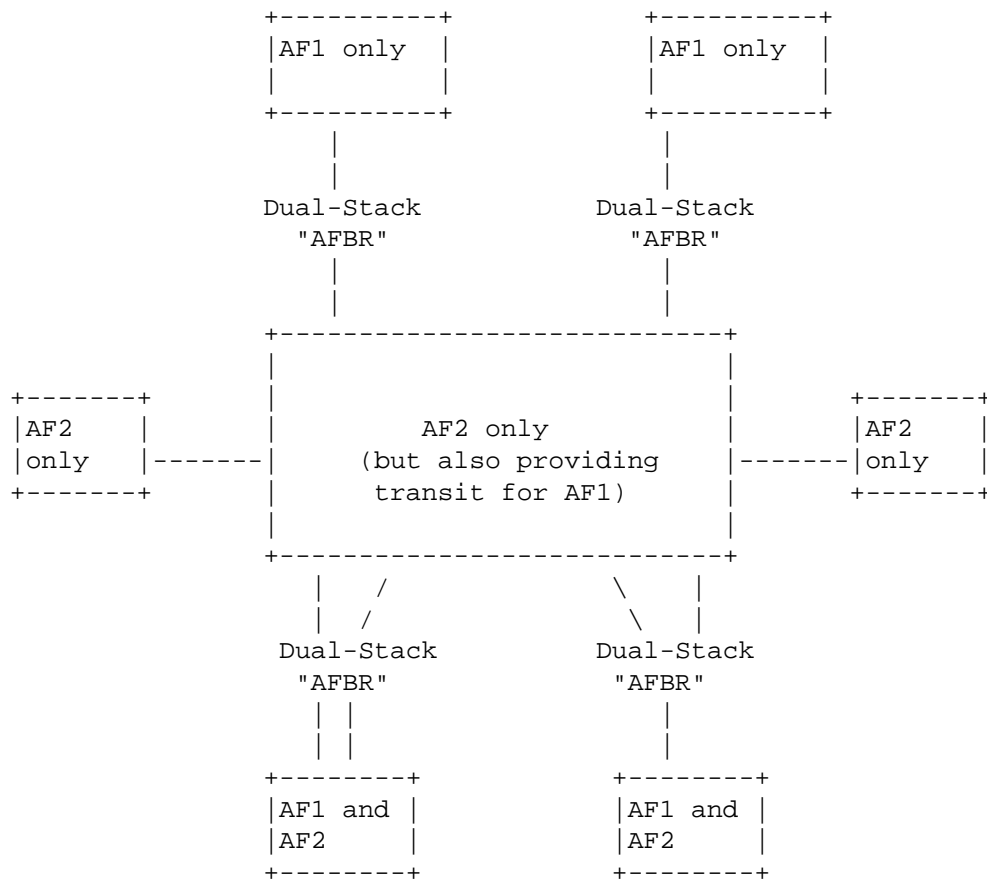 AF1 only
AF1 only
Dual-Stack
"AFBR"
Dual-Stack
"AFBR"
AF2
only
AF2 only
(but also providing
transit for AF1)
AF2
only
Dual-Stack
"AFBR"
Dual-Stack
"AFBR"
AF1 and
AF2
AF1 and
AF2